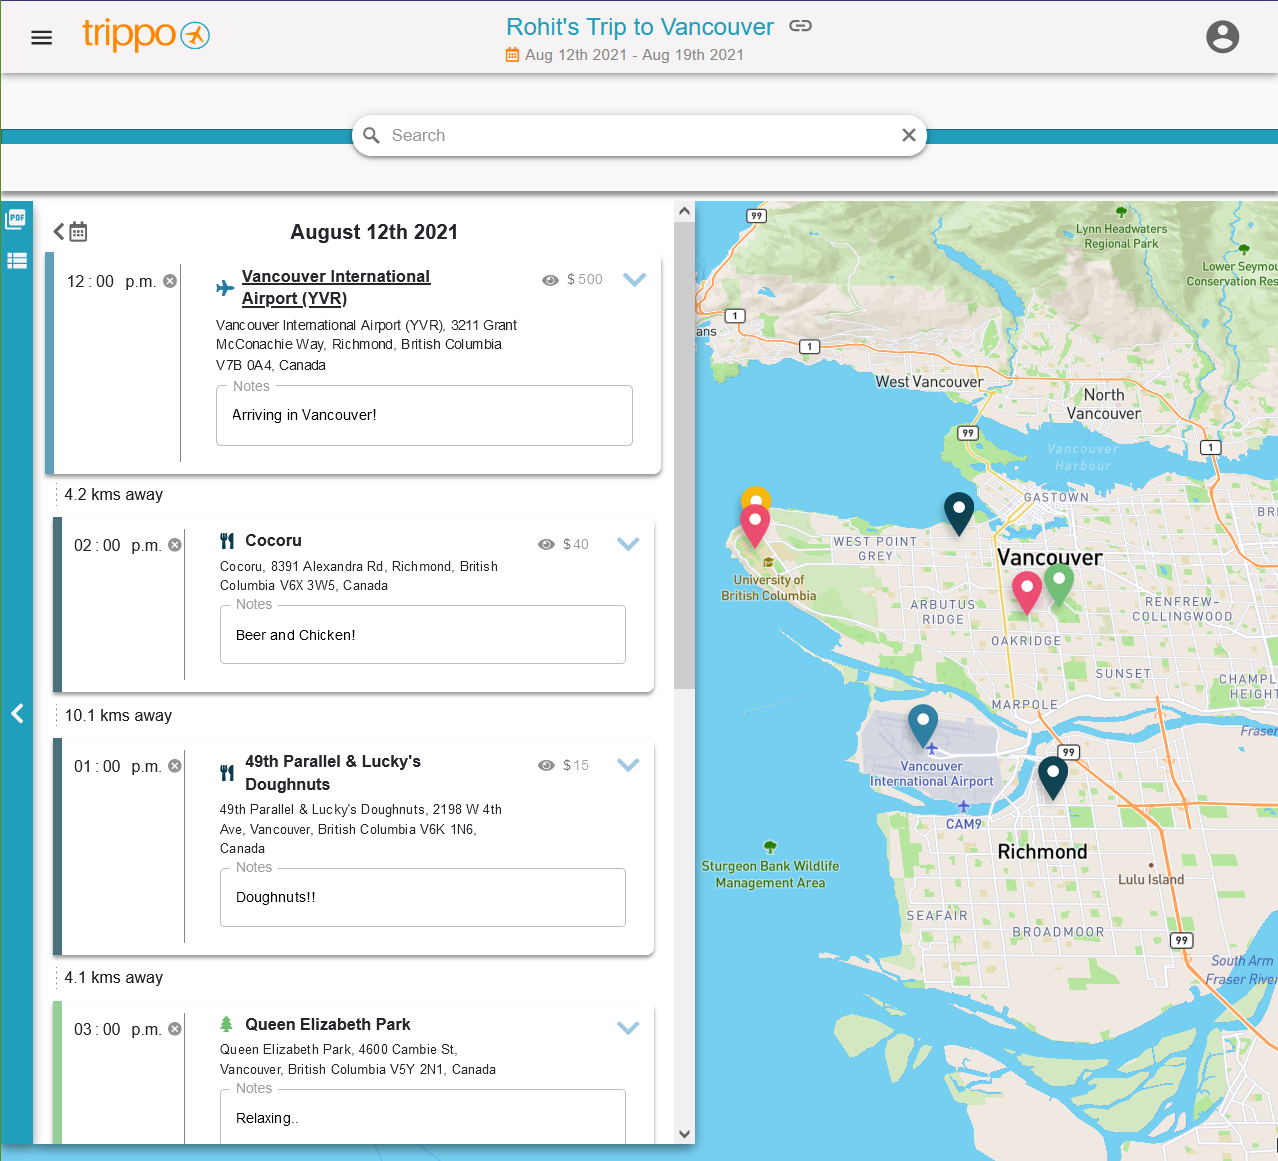 trippo
Rohit's Trip to Vancouver
Aug 12th 2021 - Aug 19th 2021
Search
PDF
August 12th 2021
12 : 00 p.m.
Vancouver International
Airport (YVR)
$ 500
Vancouver International Airport (YVR), 3211 Grant
McConachie Way, Richmond, British Columbia
V7B 0A4, Canada
Notes
Arriving in Vancouver!
4.2 kms away
02 : 00 p.m.
Cocoru
$ 40
Cocoru, 8391 Alexandra Rd, Richmond, British
Columbia V6X 3W5, Canada
Notes
Beer and Chicken!
10.1 kms away
01 : 00 p.m.
49th Parallel & Lucky's
Doughnuts
$ 15
49th Parallel & Lucky's Doughnuts, 2198 W 4th
Ave, Vancouver, British Columbia V6K 1N6,
Canada
Notes
Doughnuts!!
4.1 kms away
03 : 00 p.m.
Queen Elizabeth Park
Queen Elizabeth Park, 4600 Cambie St,
Vancouver, British Columbia V5Y 2N1, Canada
Notes
Relaxing..
99
Lynn Headwaters
Regional Park
Lower Seymou
Conservation Res
1
ans
1
West Vancouver
North
Vancouver
99
1
Vancouver
Harbour
GASTOWN
BR
WEST POINT
GREY
Vancouver
University of
British Columbia
ARBUTUS
RIDGE
RENFREW-
COLLINGWOOD
OAKRIDGE
SUNSET
CHAMPL
HEIGHT
MARPOLE
Fraser
99
Vancouver
International Airport
CAM9
Richmond
Sturgeon Bank Wildlife
Management Area
Lulu Island
SEAFAIR
BROADMOOR
99
South Arm
Fraser River